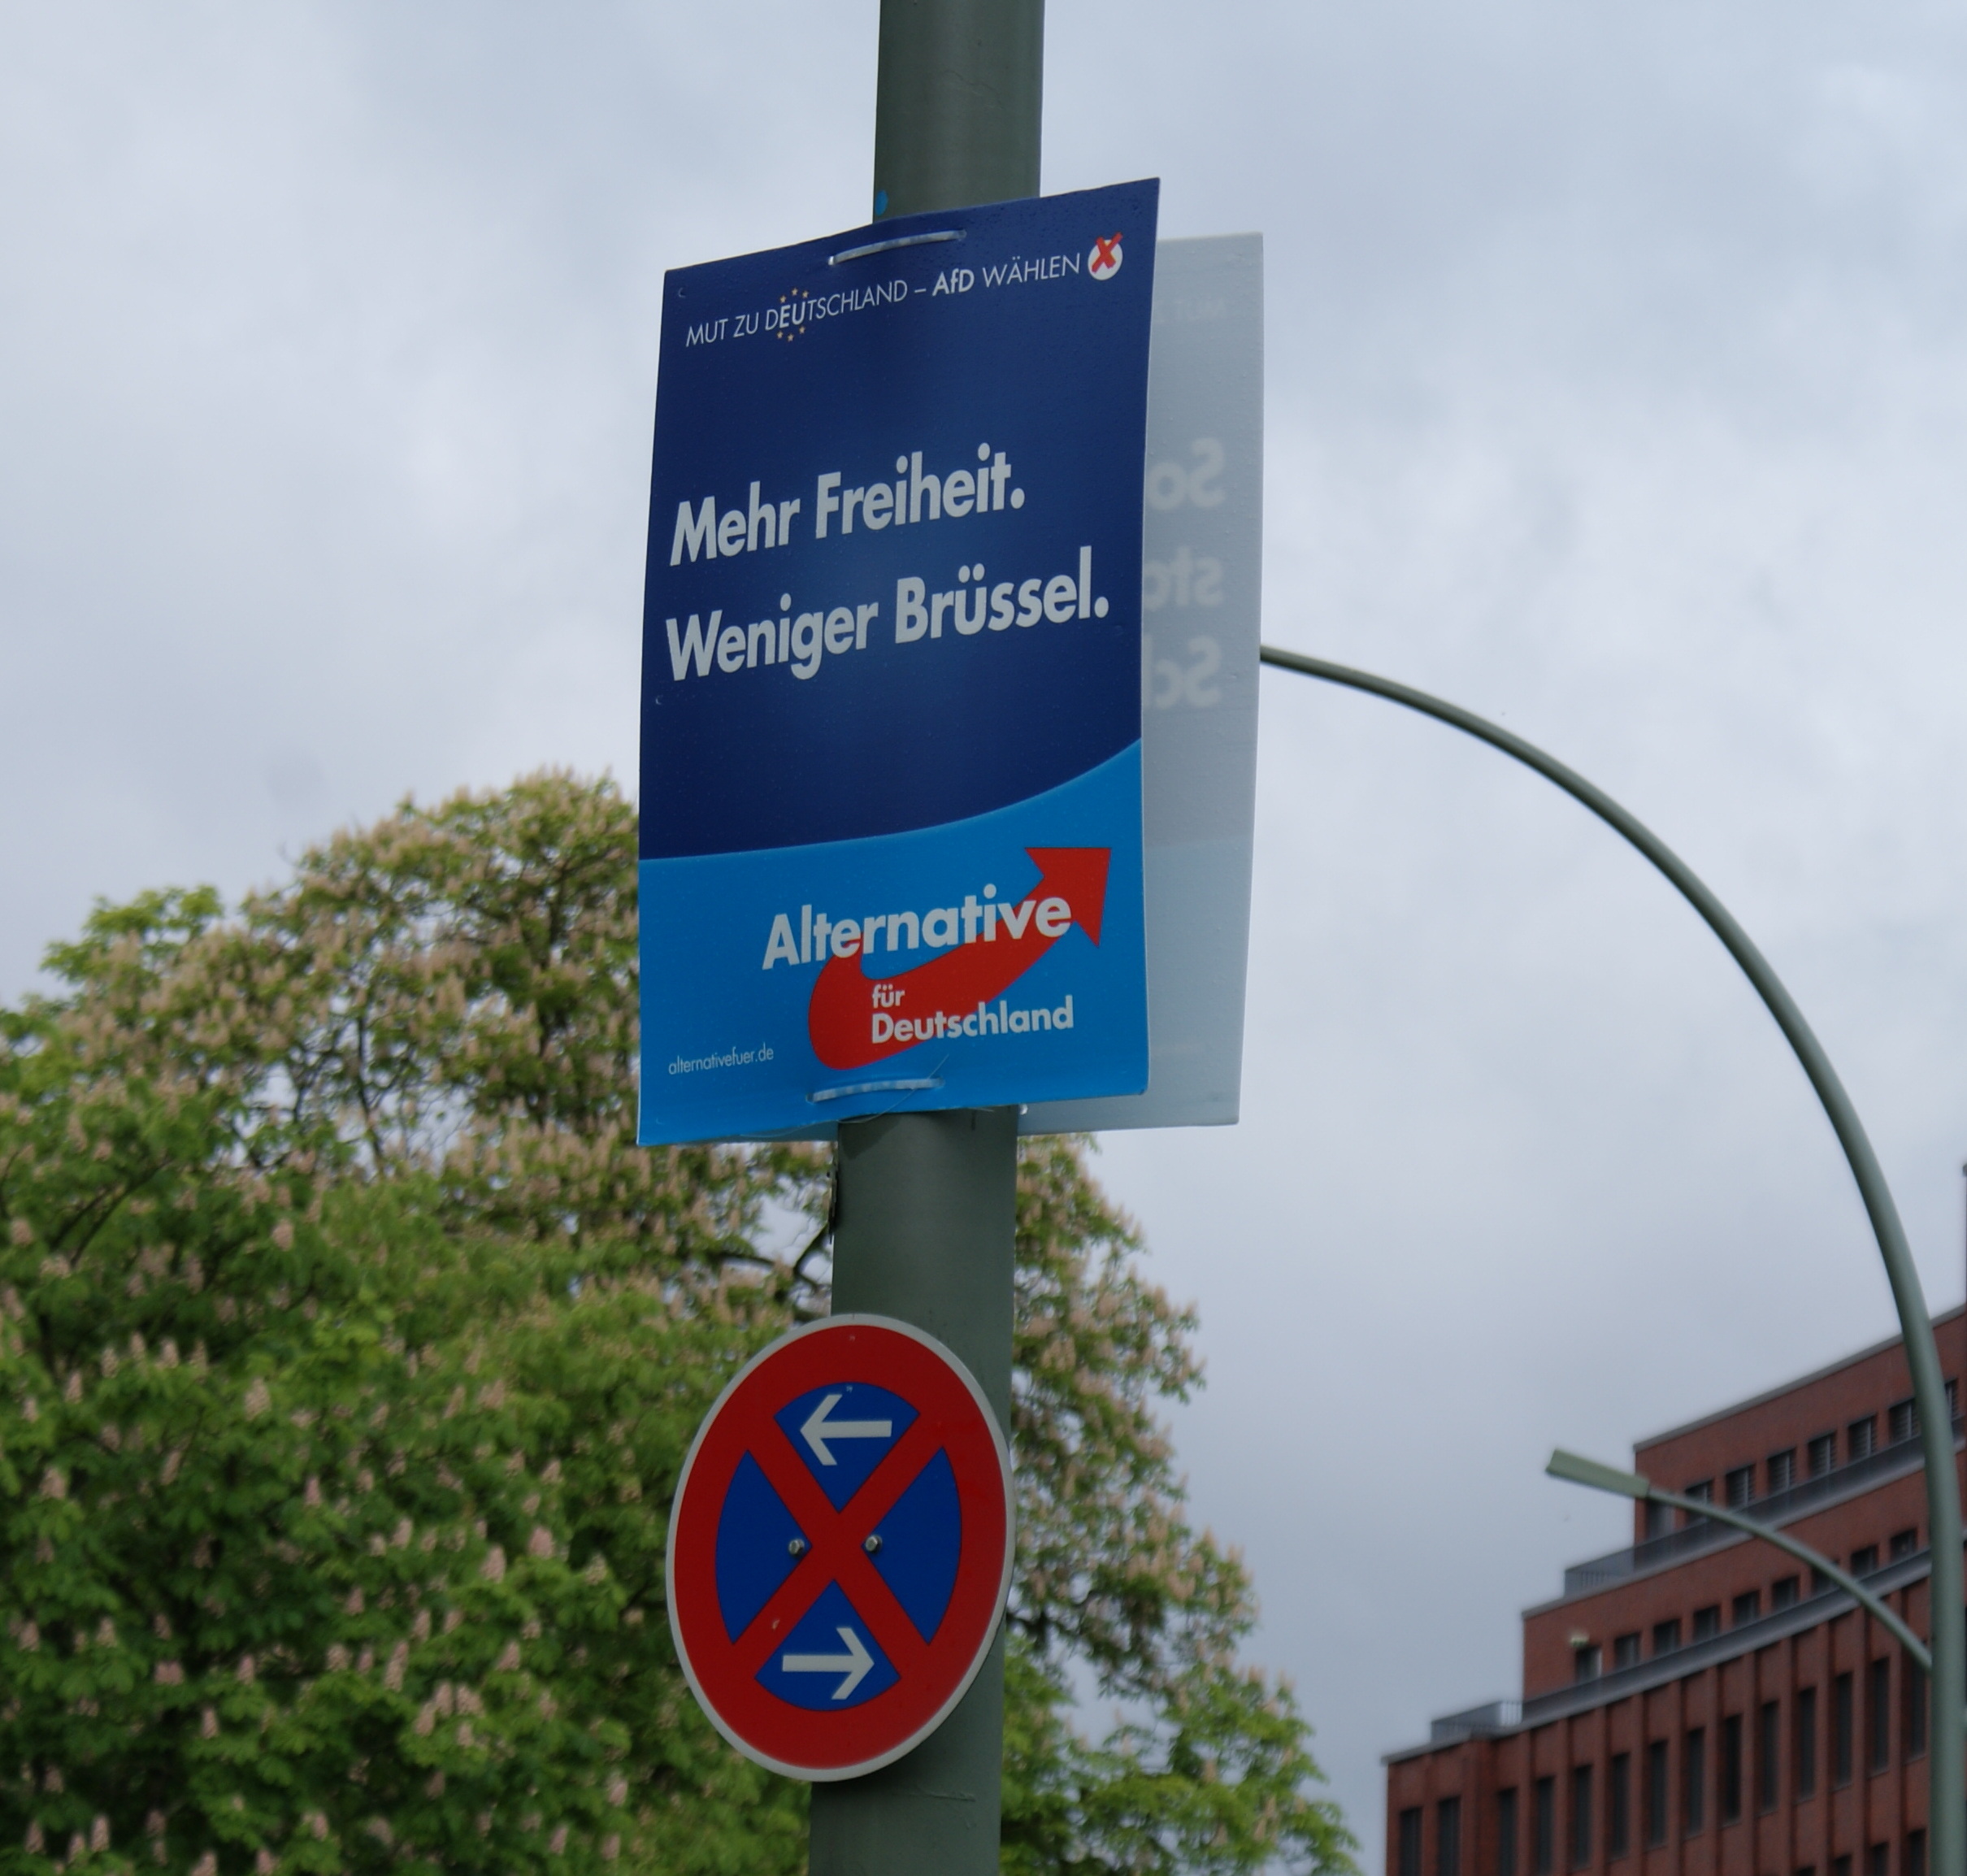 MUT ZU DEUTSCHLAND – AfD WÄHLEN
Mehr Freiheit.
Weniger Brüssel.
Alternative
für
Deutschland
alternativefuer.de